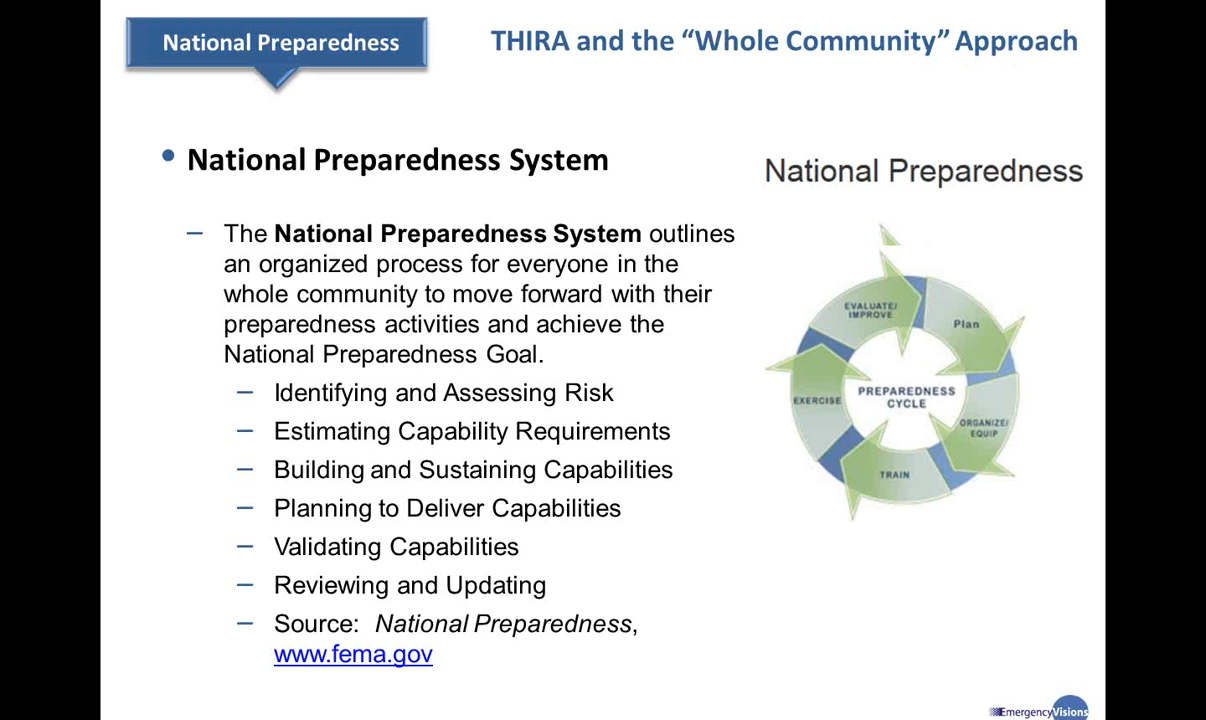 National Preparedness
THIRA and the “Whole Community” Approach
• National Preparedness System
– The National Preparedness System outlines
an organized process for everyone in the
whole community to move forward with their
preparedness activities and achieve the
National Preparedness Goal.
– Identifying and Assessing Risk
– Estimating Capability Requirements
– Building and Sustaining Capabilities
– Planning to Deliver Capabilities
– Validating Capabilities
– Reviewing and Updating
– Source: National Preparedness,
www.fema.gov
National Preparedness
EVALUATE/
IMPROVE
Plan
PREPAREDNESS
CYCLE
EXERCISE
ORGANIZE/
EQUIP
TRAIN
EmergencyVisions